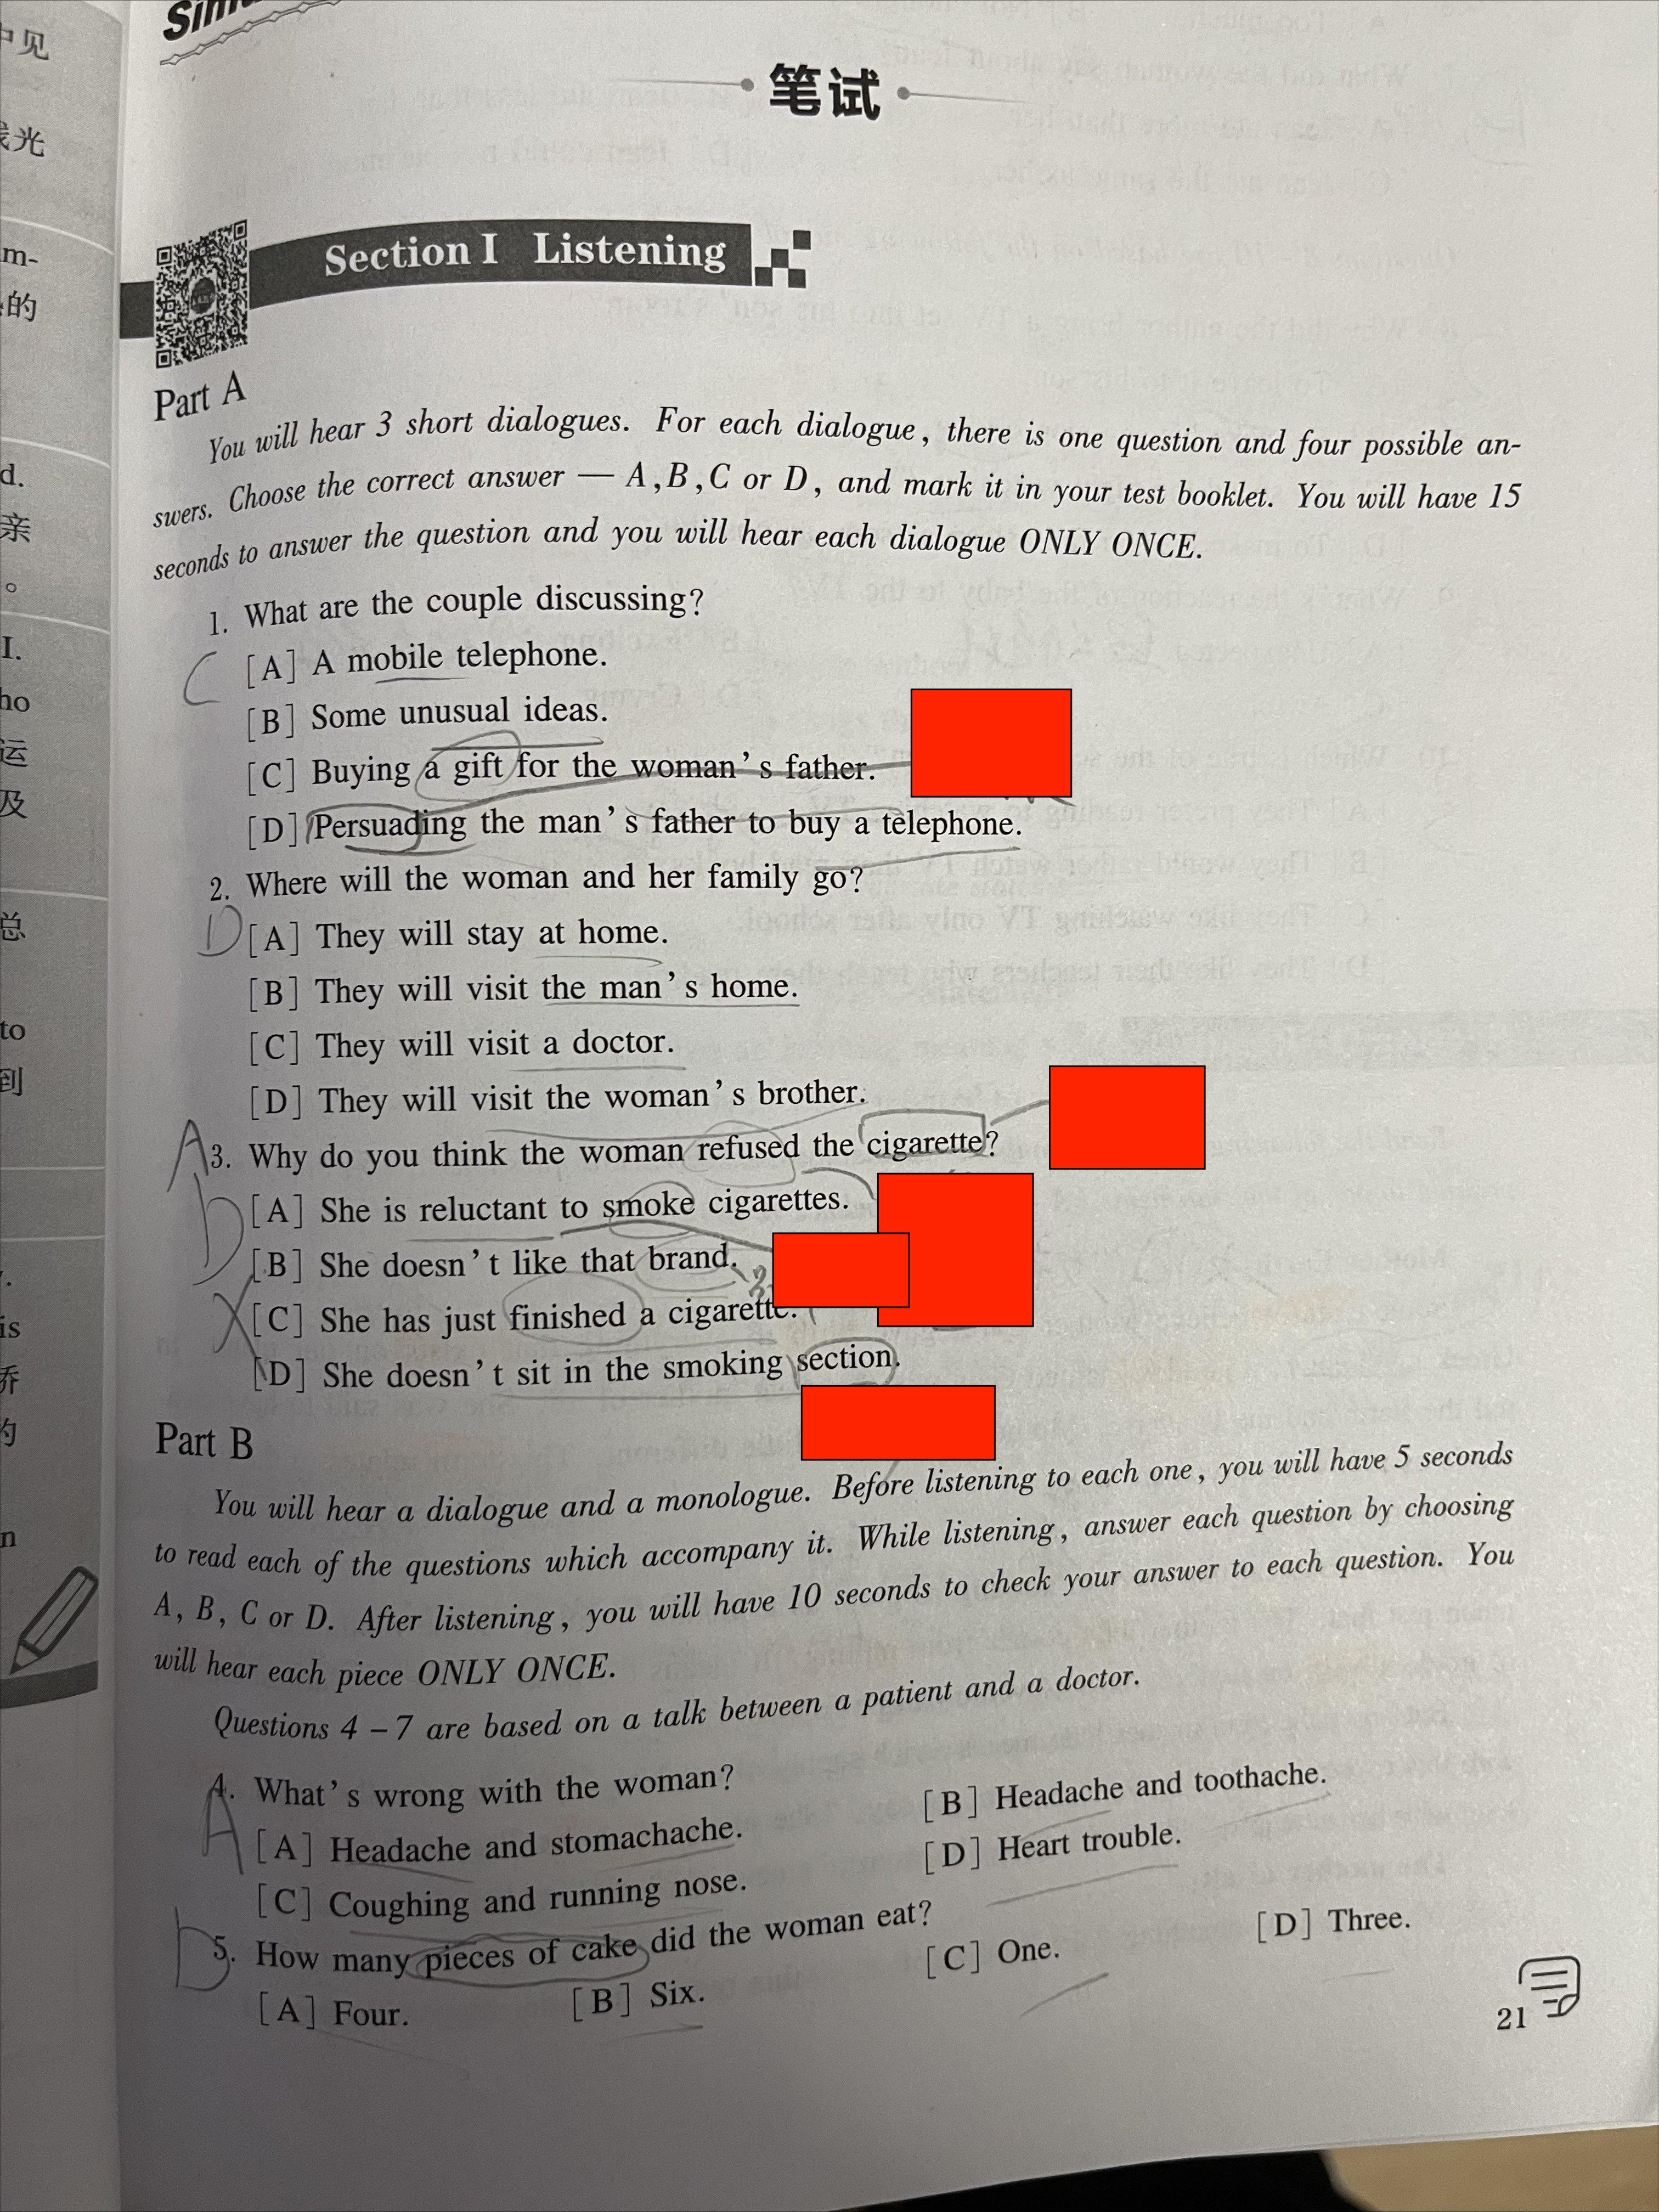 笔试
Section I Listening
Part A
You will hear 3 short dialogues. For each dialogue, there is one question and four possible an-
swers. Choose the correct answer — A, B, C or D, and mark it in your test booklet. You will have 15
seconds to answer the question and you will hear each dialogue ONLY ONCE.
1. What are the couple discussing?
C [A] A mobile telephone.
[B] Some unusual ideas.
[C] Buying a gift for the woman's father.
[D] Persuading the man's father to buy a telephone.
2. Where will the woman and her family go?
D [A] They will stay at home.
[B] They will visit the man's home.
[C] They will visit a doctor.
[D] They will visit the woman's brother.
A 3. Why do you think the woman refused the cigarette?
D [A] She is reluctant to smoke cigarettes.
[B] She doesn't like that brand.
[C] She has just finished a cigarette.
[D] She doesn't sit in the smoking section.
Part B
You will hear a dialogue and a monologue. Before listening to each one, you will have 5 seconds
to read each of the questions which accompany it. While listening, answer each question by choosing
A, B, C or D. After listening, you will have 10 seconds to check your answer to each question. You
will hear each piece ONLY ONCE.
Questions 4 – 7 are based on a talk between a patient and a doctor.
4. What's wrong with the woman?
A [A] Headache and stomachache. [B] Headache and toothache.
[C] Coughing and running nose. [D] Heart trouble.
D 5. How many pieces of cake did the woman eat?
[A] Four. [B] Six. [C] One. [D] Three.
21